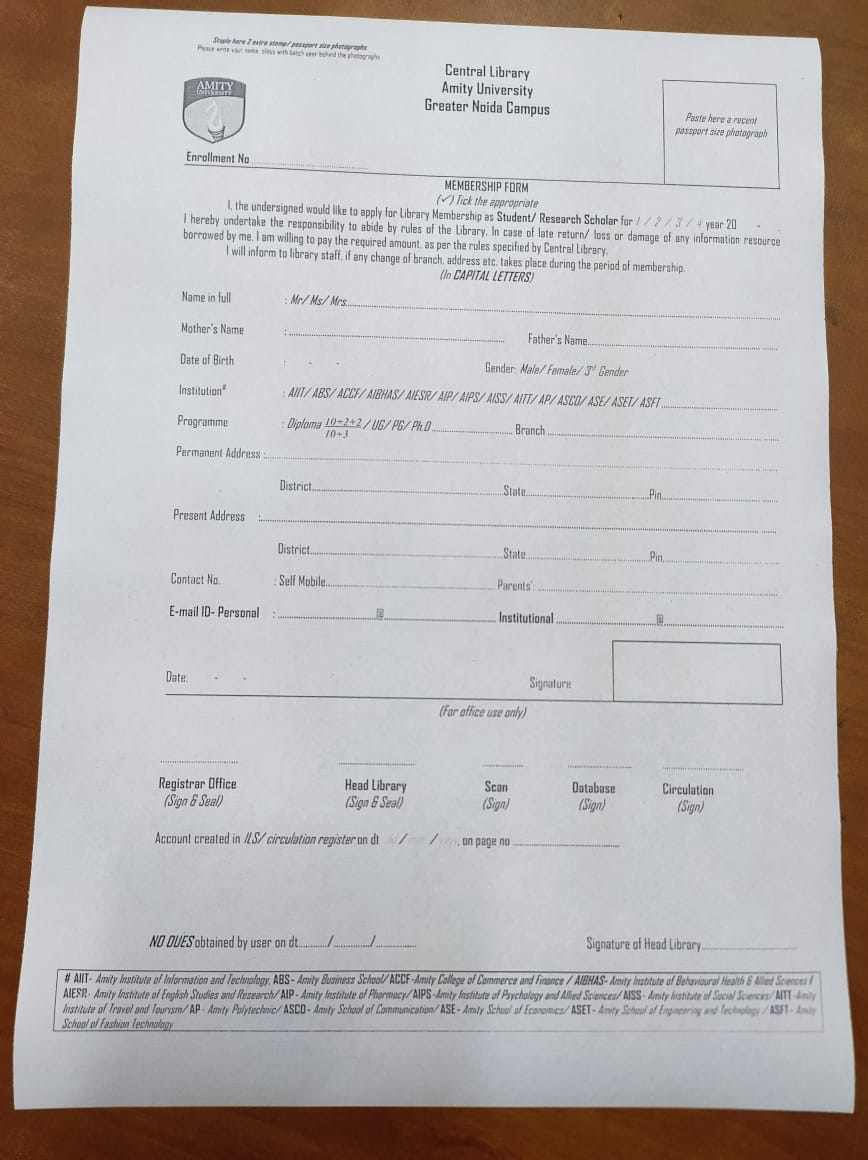 Staple here 2 extra stamp/ passport size photographs
Please write your name, class with batch year behind the photographs
AMITY
UNIVERSITY
Central Library
Amity University
Greater Noida Campus
Paste here a recent
passport size photograph
Enrollment No
MEMBERSHIP FORM
(✓) Tick the appropriate
I, the undersigned would like to apply for Library Membership as Student/ Research Scholar for 1 / 2 / 3 / 4 year 20 -
I hereby undertake the responsibility to abide by rules of the Library. In case of late return/ loss or damage of any information resource
borrowed by me, I am willing to pay the required amount, as per the rules specified by Central Library.
I will inform to library staff, if any change of branch, address etc. takes place during the period of membership.
(In CAPITAL LETTERS)
Name in full : Mr/ Ms/ Mrs
Mother's Name : Father's Name
Date of Birth : - - Gender: Male/ Female/ 3rd Gender
Institution# : AIIT/ ABS/ ACCF/ AIBHAS/ AIESR/ AIP/ AIPS/ AISS/ AITT/ AP/ ASCO/ ASE/ ASET/ ASFT
Programme : Diploma 10+2+2 / 10+3 / UG/ PG/ Ph.D Branch
Permanent Address :
District State Pin
Present Address :
District State Pin
Contact No. : Self Mobile Parents' :
E-mail ID- Personal : @ Institutional @
Date: - - Signature
(For office use only)
Registrar Office Head Library Scan Database Circulation
(Sign & Seal) (Sign & Seal) (Sign) (Sign) (Sign)
Account created in ILS/ circulation register on dt / / , on page no
NO DUES obtained by user on dt / /
Signature of Head Library
# AIIT- Amity Institute of Information and Technology, ABS - Amity Business School/ ACCF -Amity College of Commerce and Finance / AIBHAS- Amity Institute of Behavioural Health & Allied Sciences /
AIESR- Amity Institute of English Studies and Research/ AIP - Amity Institute of Pharmacy/ AIPS -Amity Institute of Psychology and Allied Sciences/ AISS - Amity Institute of Social Sciences/ AITT -Amity
Institute of Travel and Tourism/ AP - Amity Polytechnic/ ASCO - Amity School of Communication/ ASE - Amity School of Economics/ ASET - Amity School of Engineering and Technology / ASFT - Amity
School of Fashion Technology